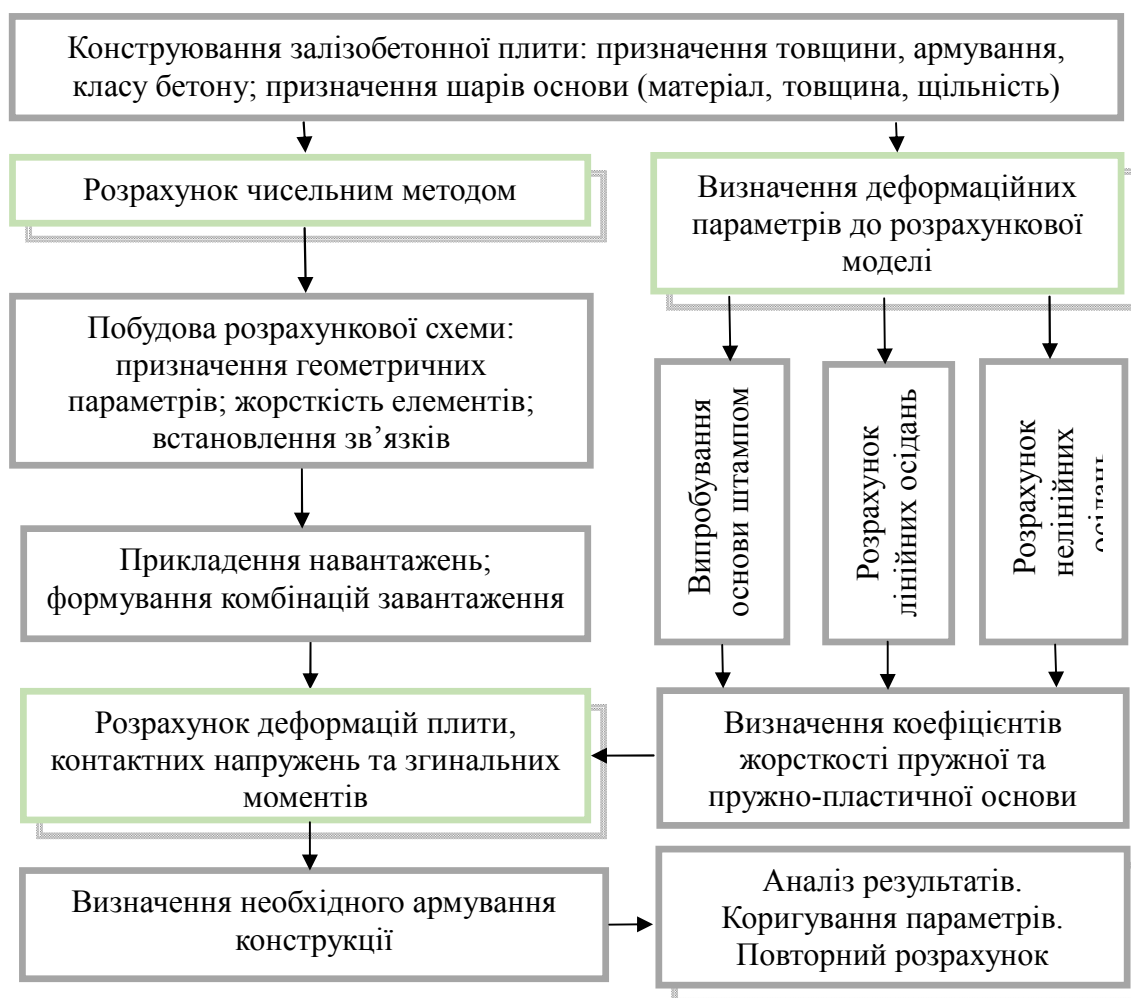 Конструювання залізобетонної плити: призначення товщини, армування,
класу бетону; призначення шарів основи (матеріал, товщина, щільність)
Розрахунок чисельним методом
Визначення деформаційних
параметрів до розрахункової
моделі
Побудова розрахункової схеми:
призначення геометричних
параметрів; жорсткість елементів;
встановлення зв’язків
Випробування
основи штампом
Розрахунок
лінійних осідань
Розрахунок
нелінійних
осідань
Прикладення навантажень;
формування комбінацій завантаження
Розрахунок деформацій плити,
контактних напружень та згинальних
моментів
Визначення коефіцієнтів
жорсткості пружної та
пружно-пластичної основи
Визначення необхідного армування
конструкції
Аналіз результатів.
Коригування параметрів.
Повторний розрахунок